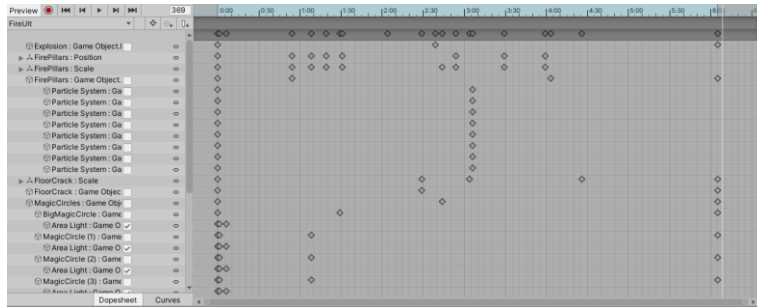 Preview 369 0:00 0:30 1:00 1:30 2:00 2:30 3:00 3:30 4:00 4:30 5:00 5:30 6:00
FireUlt
Explosion : Game Object.I
FirePillars : Position
FirePillars : Scale
FirePillars : Game Object.
Particle System : Ga
Particle System : Ga
Particle System : Ga
Particle System : Ga
Particle System : Ga
Particle System : Ga
Particle System : Ga
Particle System : Ga
FloorCrack : Scale
FloorCrack : Game Objec
MagicCircles : Game Obj
BigMagicCircle : Game
Area Light : Game O
MagicCircle (1) : Game
Area Light : Game O
MagicCircle (2) : Game
Area Light : Game O
MagicCircle (3) : Game
Area Light : Game O
Dopesheet Curves